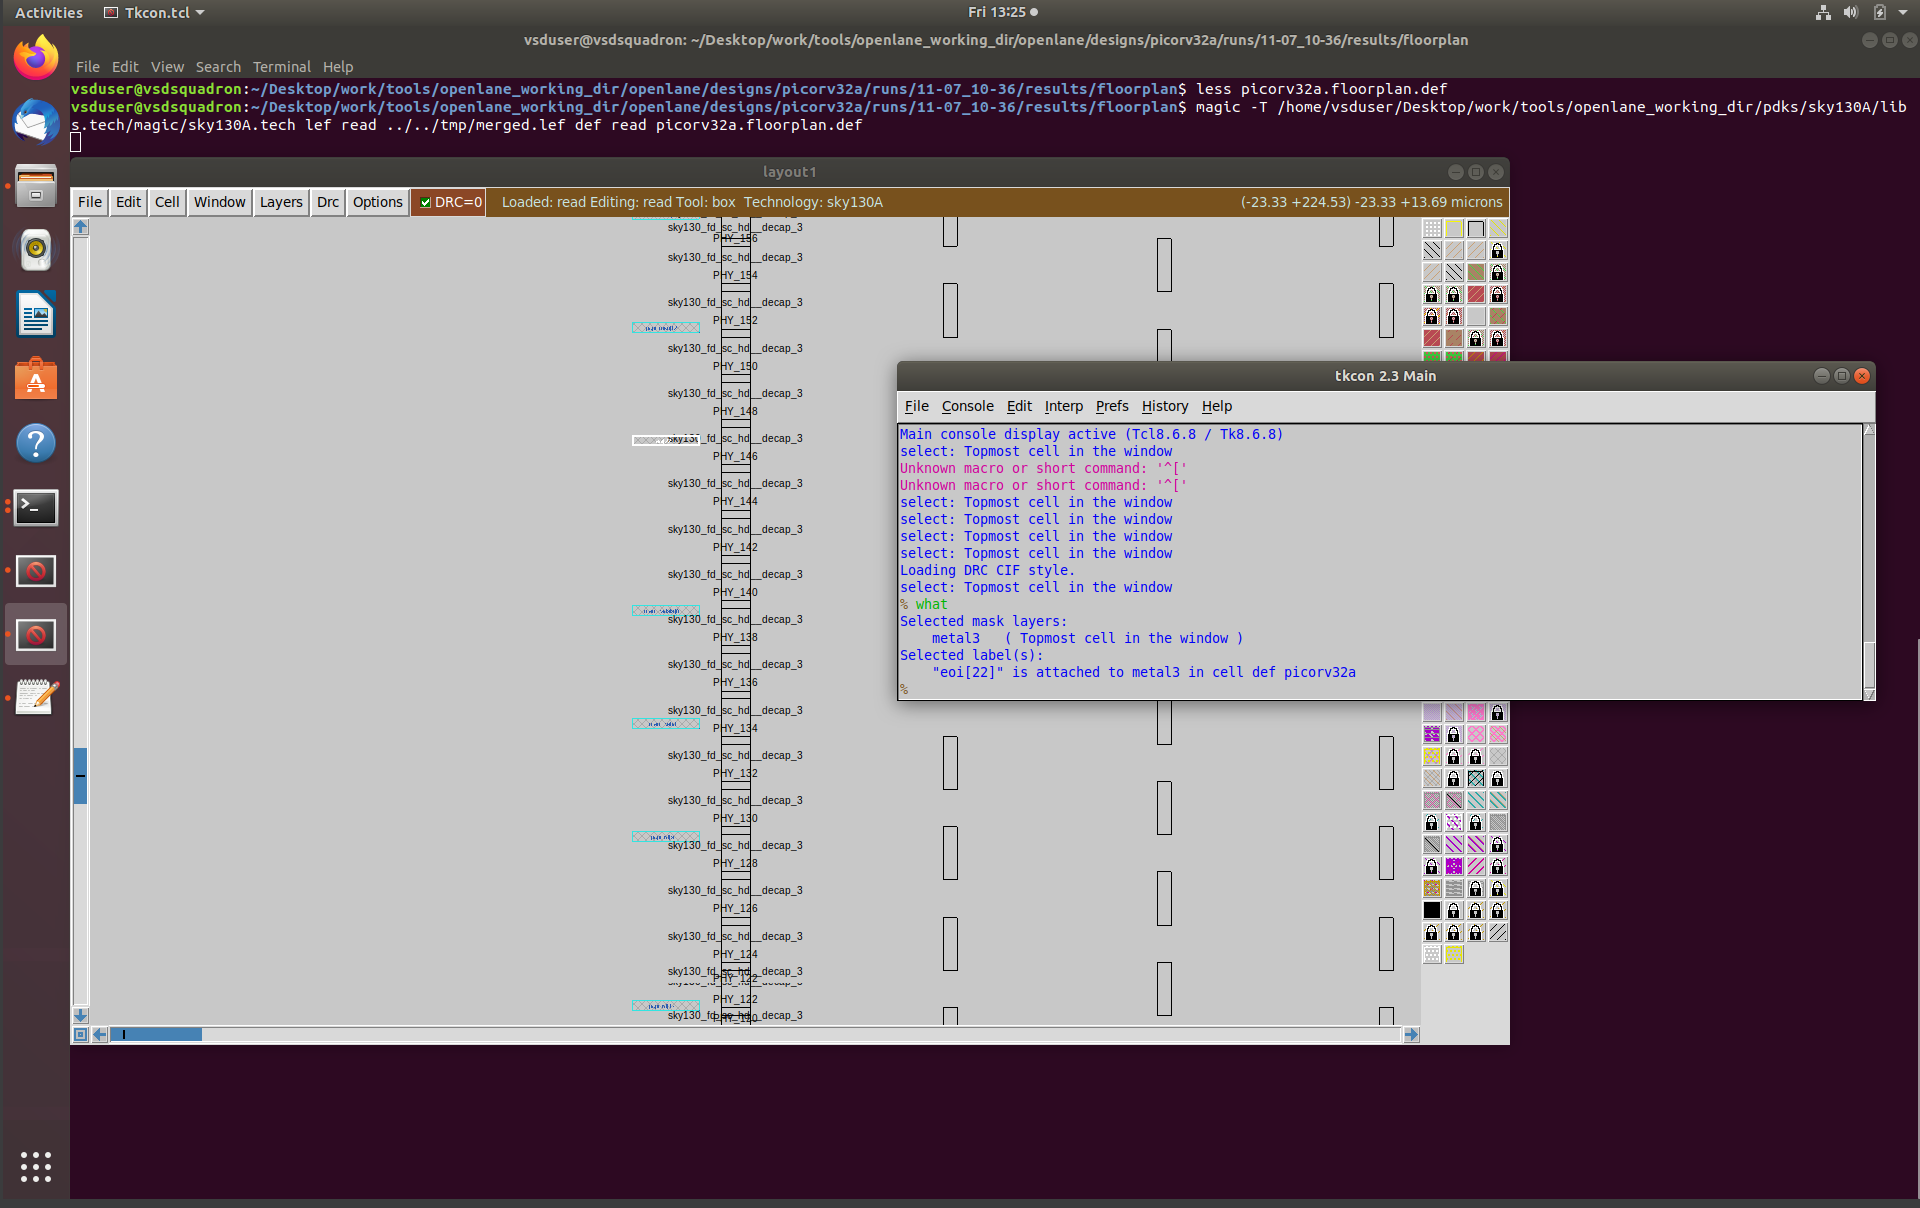 Activities
Tkcon.tcl
Fri 13:25
vsduser@vsdsquadron: ~/Desktop/work/tools/openlane_working_dir/openlane/designs/picorv32a/runs/11-07_10-36/results/floorplan
File Edit View Search Terminal Help
vsduser@vsdsquadron:~/Desktop/work/tools/openlane_working_dir/openlane/designs/picorv32a/runs/11-07_10-36/results/floorplan$ less picorv32a.floorplan.def
vsduser@vsdsquadron:~/Desktop/work/tools/openlane_working_dir/openlane/designs/picorv32a/runs/11-07_10-36/results/floorplan$ magic -T /home/vsduser/Desktop/work/tools/openlane_working_dir/pdks/sky130A/lib
s.tech/magic/sky130A.tech lef read ../../tmp/merged.lef def read picorv32a.floorplan.def
layout1
File Edit Cell Window Layers Drc Options DRC=0 Loaded: read Editing: read Tool: box Technology: sky130A (-23.33 +224.53) -23.33 +13.69 microns
sky130_fd_sc_hd__decap_3
PHY_156
sky130_fd_sc_hd__decap_3
PHY_154
sky130_fd_sc_hd__decap_3
PHY_152
sky130_fd_sc_hd__decap_3
PHY_150
sky130_fd_sc_hd__decap_3
PHY_148
sky130_fd_sc_hd__decap_3
PHY_146
sky130_fd_sc_hd__decap_3
PHY_144
sky130_fd_sc_hd__decap_3
PHY_142
sky130_fd_sc_hd__decap_3
PHY_140
sky130_fd_sc_hd__decap_3
PHY_138
sky130_fd_sc_hd__decap_3
PHY_136
sky130_fd_sc_hd__decap_3
PHY_134
sky130_fd_sc_hd__decap_3
PHY_132
sky130_fd_sc_hd__decap_3
PHY_130
sky130_fd_sc_hd__decap_3
PHY_128
sky130_fd_sc_hd__decap_3
PHY_126
sky130_fd_sc_hd__decap_3
PHY_124
sky130_fd_sc_hd__decap_3
PHY_122
PHY_122
sky130_fd_sc_hd__decap_3
PHY_120
tkcon 2.3 Main
File Console Edit Interp Prefs History Help
Main console display active (Tcl8.6.8 / Tk8.6.8)
select: Topmost cell in the window
Unknown macro or short command: '^['
Unknown macro or short command: '^['
select: Topmost cell in the window
select: Topmost cell in the window
select: Topmost cell in the window
select: Topmost cell in the window
Loading DRC CIF style.
select: Topmost cell in the window
% what
Selected mask layers:
metal3 ( Topmost cell in the window )
Selected label(s):
"eoi[22]" is attached to metal3 in cell def picorv32a
%